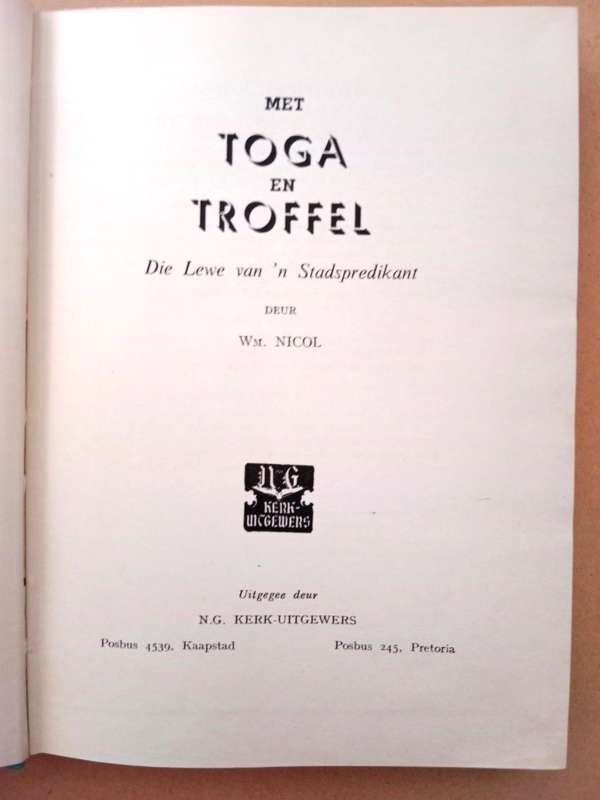 MET
TOGA
EN
TROFFEL
Die Lewe van 'n Stadspredikant
DEUR
WM. NICOL
N G
KERK-
UITGEWERS
Uitgegee deur
N.G. KERK-UITGEWERS
Posbus 4539, Kaapstad Posbus 245, Pretoria